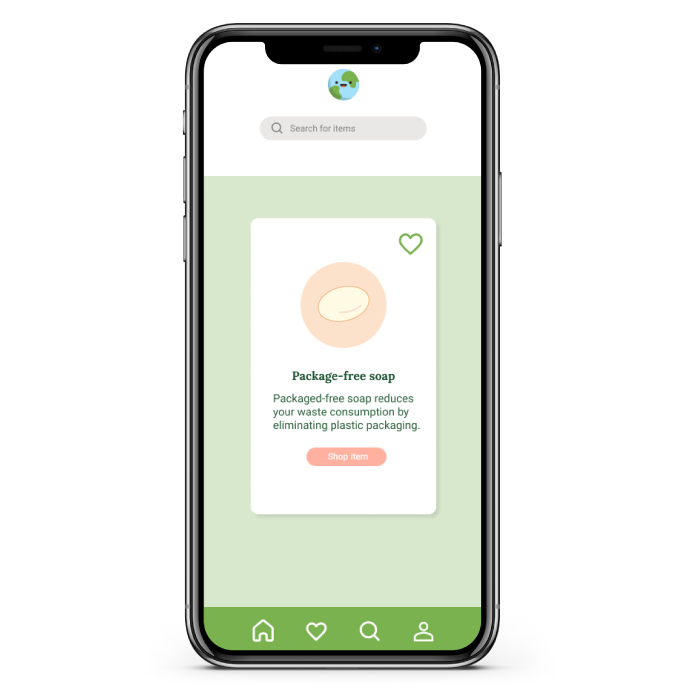 Search for items
Package-free soap
Packaged-free soap reduces
your waste consumption by
eliminating plastic packaging.
Shop item